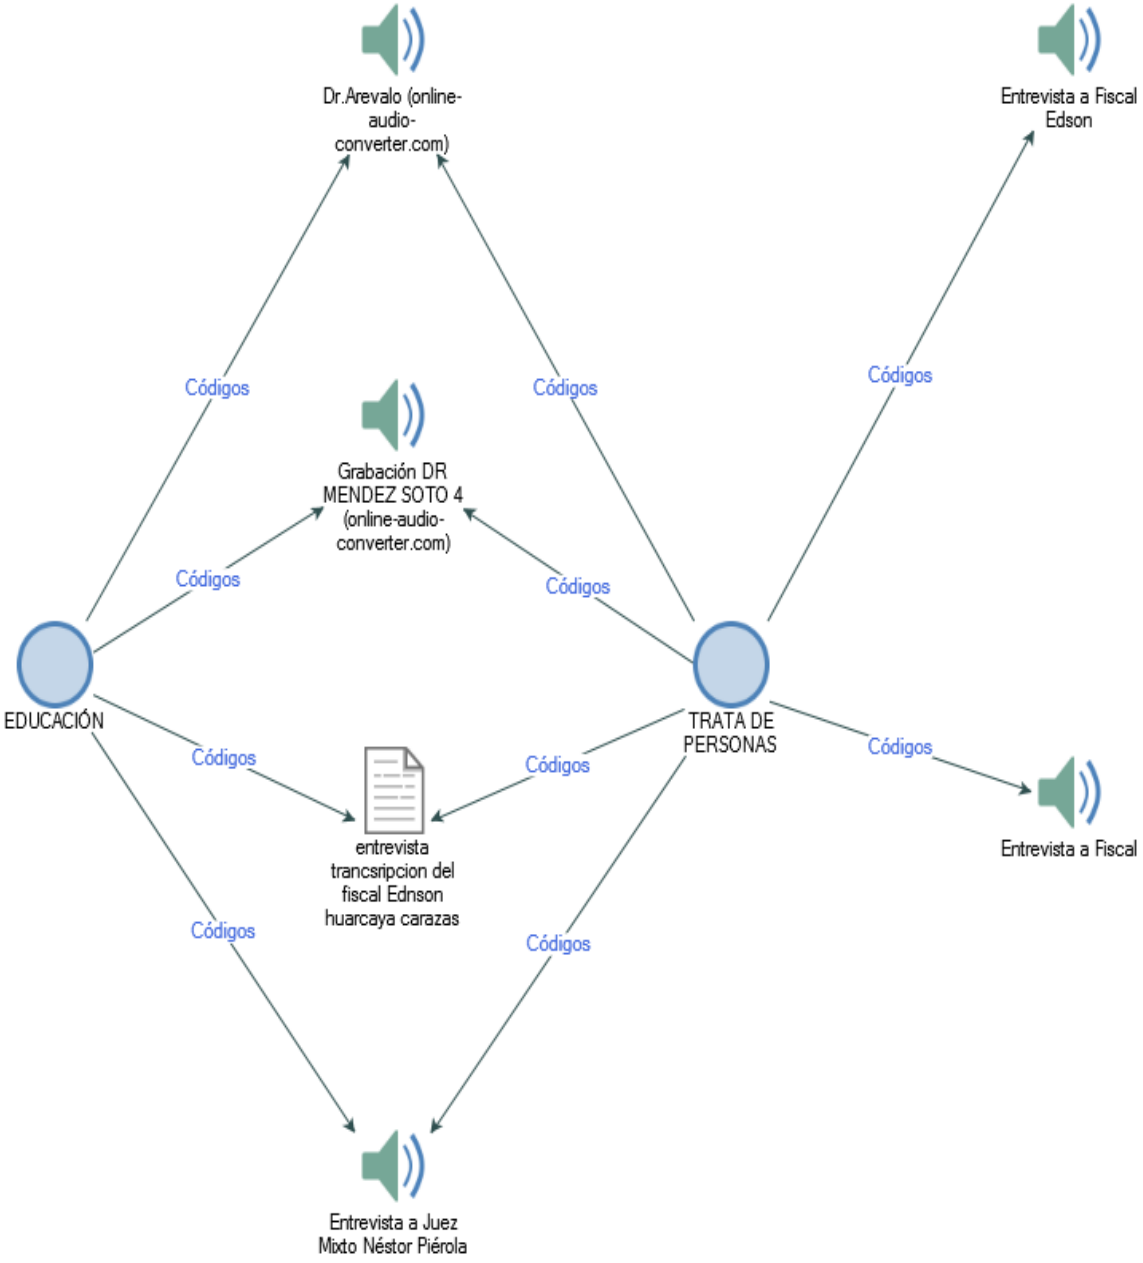 Dr.Arevalo (online-
audio-
converter.com)
Entrevista a Fiscal
Edson
Códigos
Códigos
Códigos
Grabación DR
MENDEZ SOTO 4
(online-audio-
converter.com)
Códigos
Códigos
EDUCACIÓN
TRATA DE
PERSONAS
Códigos
Códigos
Códigos
entrevista
trancsripcion del
fiscal Ednson
huarcaya carazas
Entrevista a Fiscal
Códigos
Códigos
Entrevista a Juez
Mixto Néstor Piérola